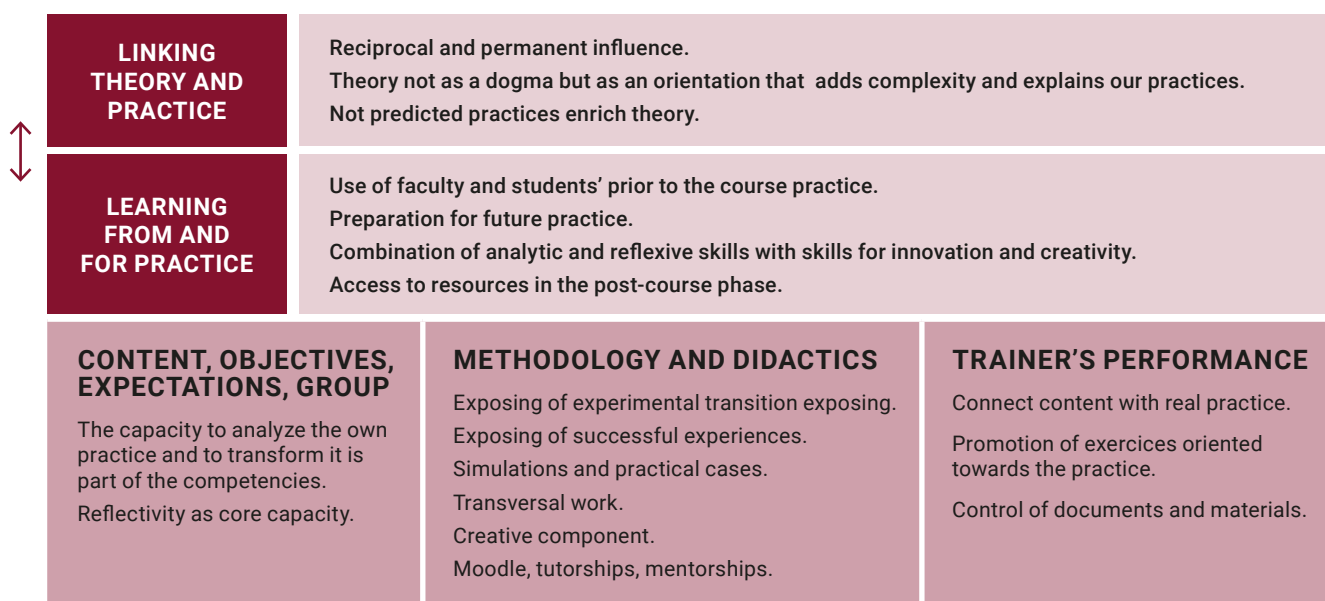 LINKING
THEORY AND
PRACTICE
Reciprocal and permanent influence.
Theory not as a dogma but as an orientation that adds complexity and explains our practices.
Not predicted practices enrich theory.
LEARNING
FROM AND
FOR PRACTICE
Use of faculty and students' prior to the course practice.
Preparation for future practice.
Combination of analytic and reflexive skills with skills for innovation and creativity.
Access to resources in the post-course phase.
CONTENT, OBJECTIVES,
EXPECTATIONS, GROUP
The capacity to analyze the own
practice and to transform it is
part of the competencies.
Reflectivity as core capacity.
METHODOLOGY AND DIDACTICS
Exposing of experimental transition exposing.
Exposing of successful experiences.
Simulations and practical cases.
Transversal work.
Creative component.
Moodle, tutorships, mentorships.
TRAINER'S PERFORMANCE
Connect content with real practice.
Promotion of exercices oriented
towards the practice.
Control of documents and materials.